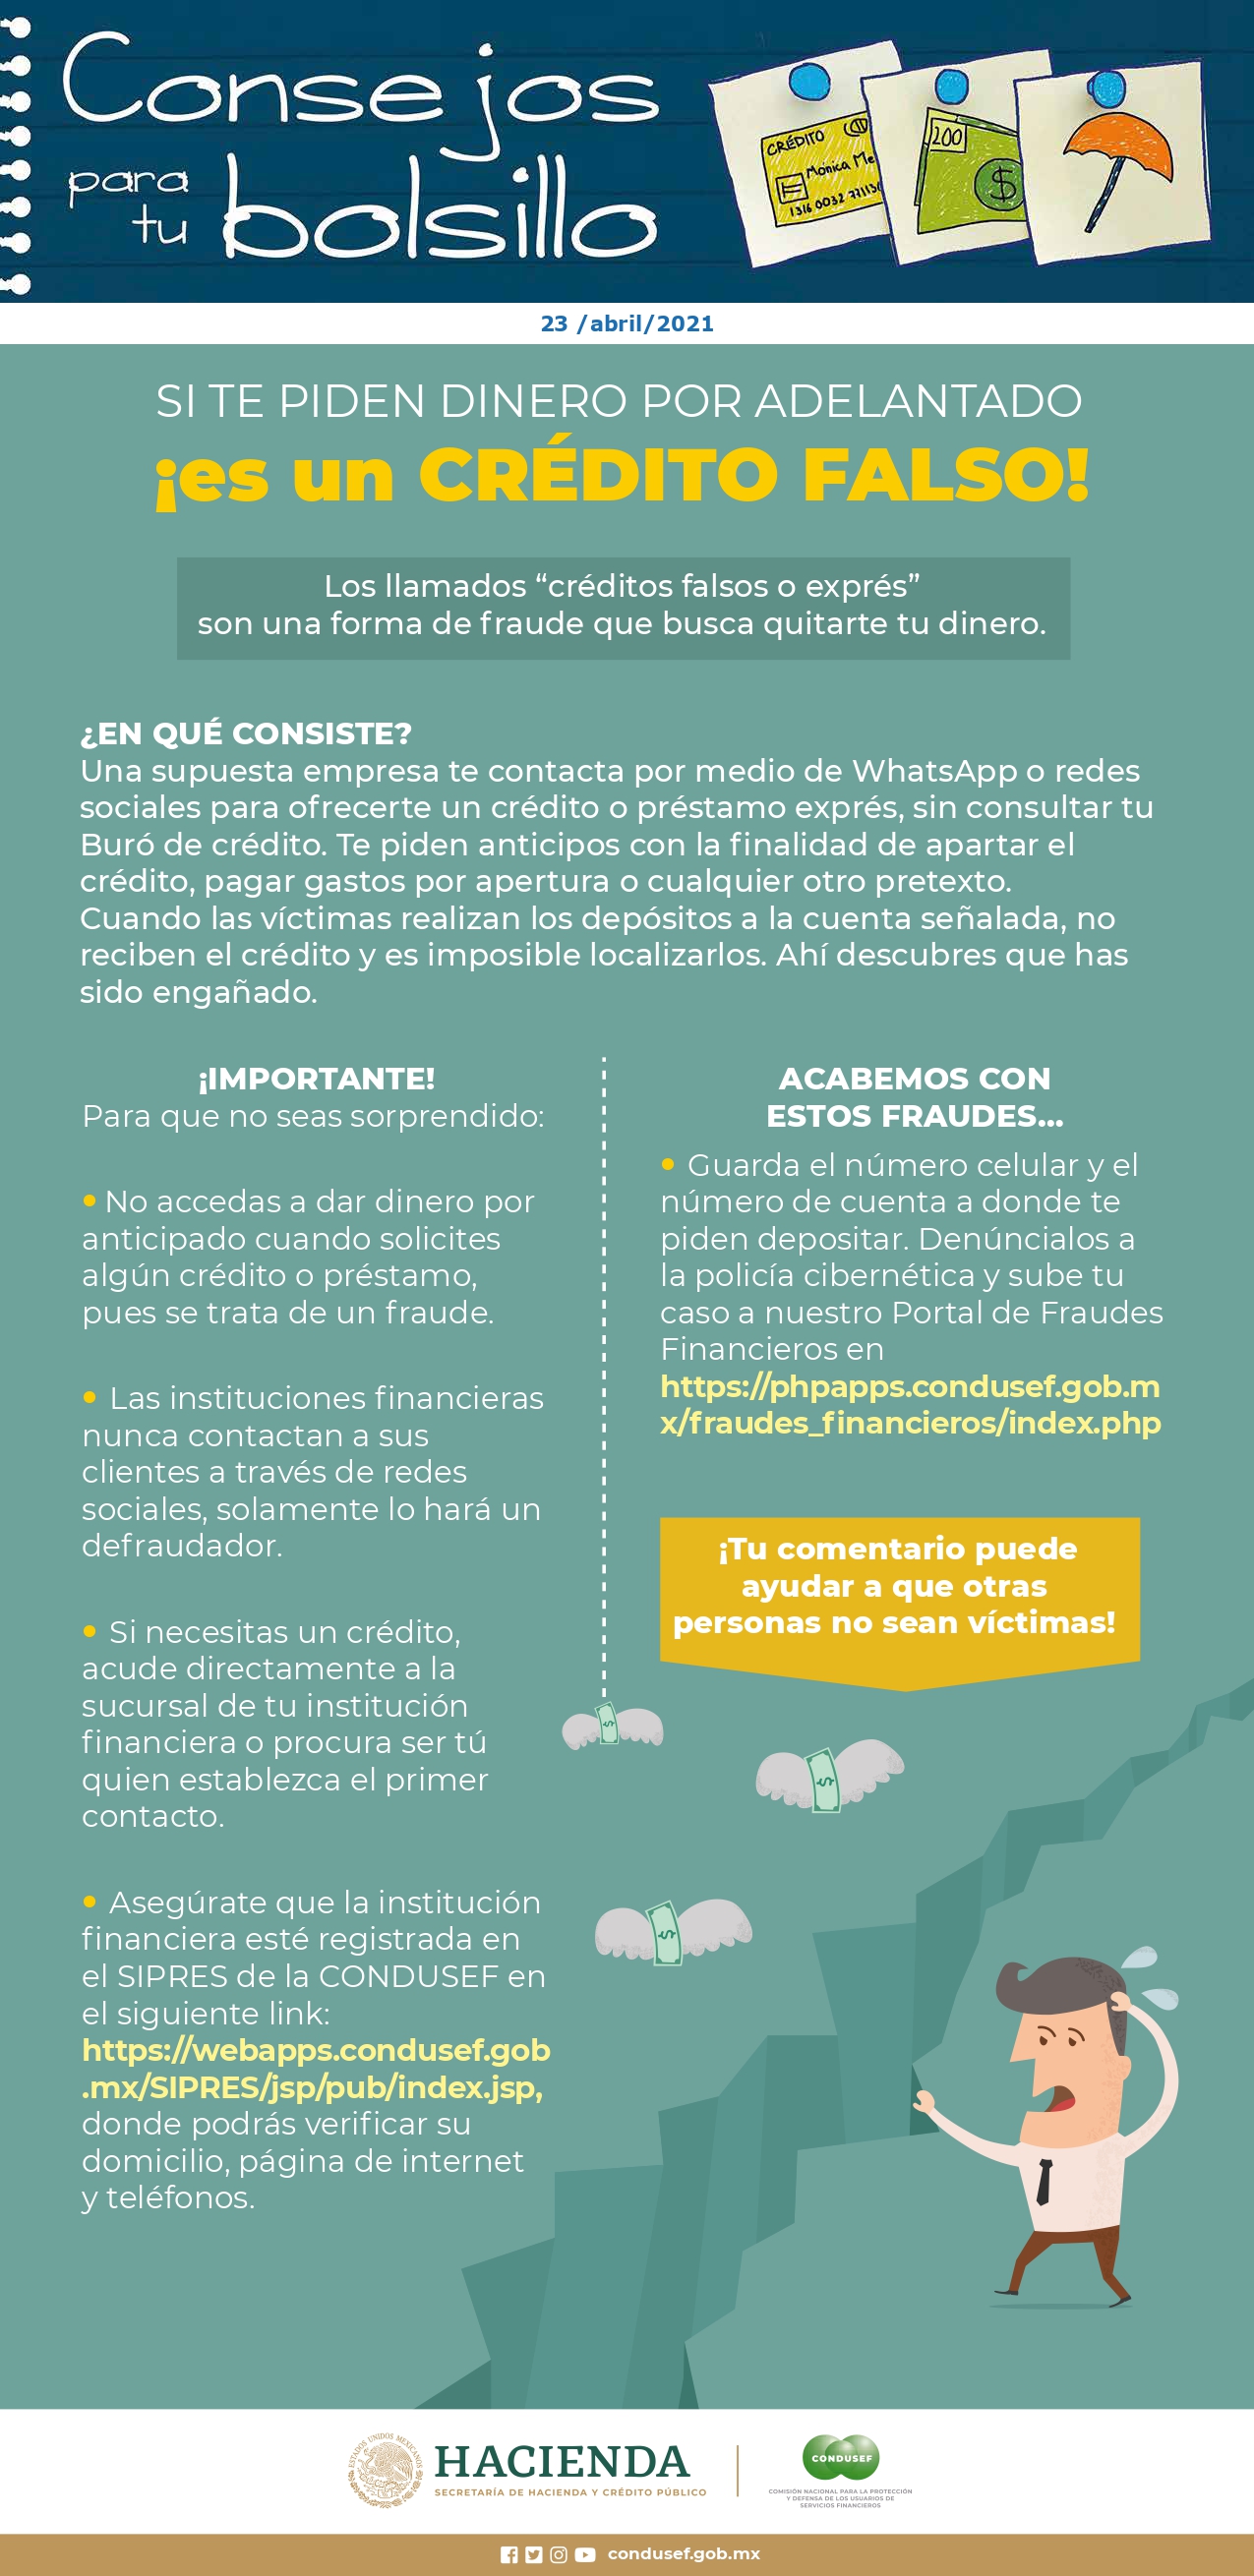 Consejos
para tu bolsillo
CRÉDITO
Mónica Me
1316 0032
200
$
23 /abril/2021
SI TE PIDEN DINERO POR ADELANTADO
¡es un CRÉDITO FALSO!
Los llamados “créditos falsos o exprés”
son una forma de fraude que busca quitarte tu dinero.
¿EN QUÉ CONSISTE?
Una supuesta empresa te contacta por medio de WhatsApp o redes
sociales para ofrecerte un crédito o préstamo exprés, sin consultar tu
Buró de crédito. Te piden anticipos con la finalidad de apartar el
crédito, pagar gastos por apertura o cualquier otro pretexto.
Cuando las víctimas realizan los depósitos a la cuenta señalada, no
reciben el crédito y es imposible localizarlos. Ahí descubres que has
sido engañado.
¡IMPORTANTE!
Para que no seas sorprendido:
• No accedas a dar dinero por
anticipado cuando solicites
algún crédito o préstamo,
pues se trata de un fraude.
• Las instituciones financieras
nunca contactan a sus
clientes a través de redes
sociales, solamente lo hará un
defraudador.
• Si necesitas un crédito,
acude directamente a la
sucursal de tu institución
financiera o procura ser tú
quien establezca el primer
contacto.
• Asegúrate que la institución
financiera esté registrada en
el SIPRES de la CONDUSEF en
el siguiente link:
https://webapps.condusef.gob
.mx/SIPRES/jsp/pub/index.jsp,
donde podrás verificar su
domicilio, página de internet
y teléfonos.
ACABEMOS CON
ESTOS FRAUDES...
• Guarda el número celular y el
número de cuenta a donde te
piden depositar. Denúncialos a
la policía cibernética y sube tu
caso a nuestro Portal de Fraudes
Financieros en
https://phpapps.condusef.gob.m
x/fraudes_financieros/index.php
¡Tu comentario puede
ayudar a que otras
personas no sean víctimas!
$
$
$
ESTADOS UNIDOS MEXICANOS
HACIENDA
SECRETARÍA DE HACIENDA Y CRÉDITO PÚBLICO
CONDUSEF
COMISIÓN NACIONAL PARA LA PROTECCIÓN
Y DEFENSA DE LOS USUARIOS DE
SERVICIOS FINANCIEROS
condusef.gob.mx